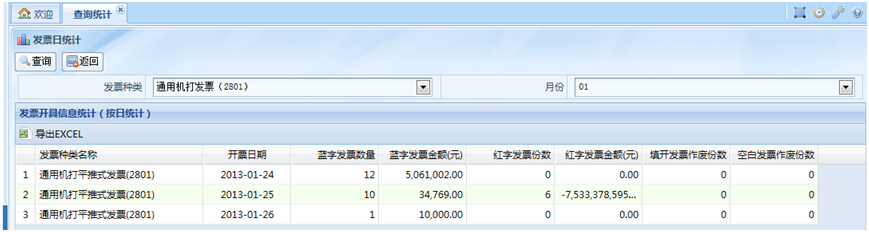 欢迎 查询统计
发票日统计
查询 返回
发票种类 通用机打发票（2801） 月份 01
发票开具信息统计（按日统计）
导出EXCEL
发票种类名称 开票日期 蓝字发票数量 蓝字发票金额(元) 红字发票份数 红字发票金额(元) 填开发票作废份数 空白发票作废份数
1 通用机打平推式发票(2801) 2013-01-24 12 5,061,002.00 0 0.00 0 0
2 通用机打平推式发票(2801) 2013-01-25 10 34,769.00 6 -7,533,378,595... 0 0
3 通用机打平推式发票(2801) 2013-01-26 1 10,000.00 0 0.00 0 0